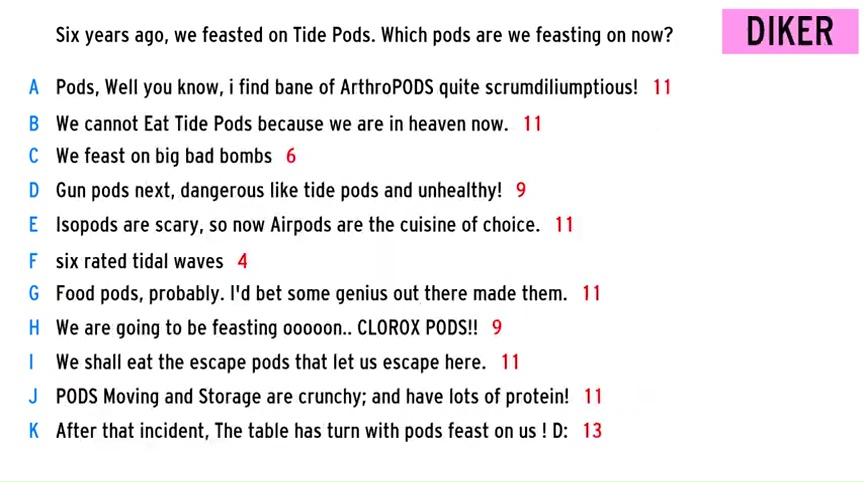 Six years ago, we feasted on Tide Pods. Which pods are we feasting on now?
DIKER
A Pods, Well you know, i find bane of ArthroPODS quite scrumdiliumptious! 11
B We cannot Eat Tide Pods because we are in heaven now. 11
C We feast on big bad bombs 6
D Gun pods next, dangerous like tide pods and unhealthy! 9
E Isopods are scary, so now Airpods are the cuisine of choice. 11
F six rated tidal waves 4
G Food pods, probably. I'd bet some genius out there made them. 11
H We are going to be feasting ooooon.. CLOROX PODS!! 9
I We shall eat the escape pods that let us escape here. 11
J PODS Moving and Storage are crunchy; and have lots of protein! 11
K After that incident, The table has turn with pods feast on us ! D: 13